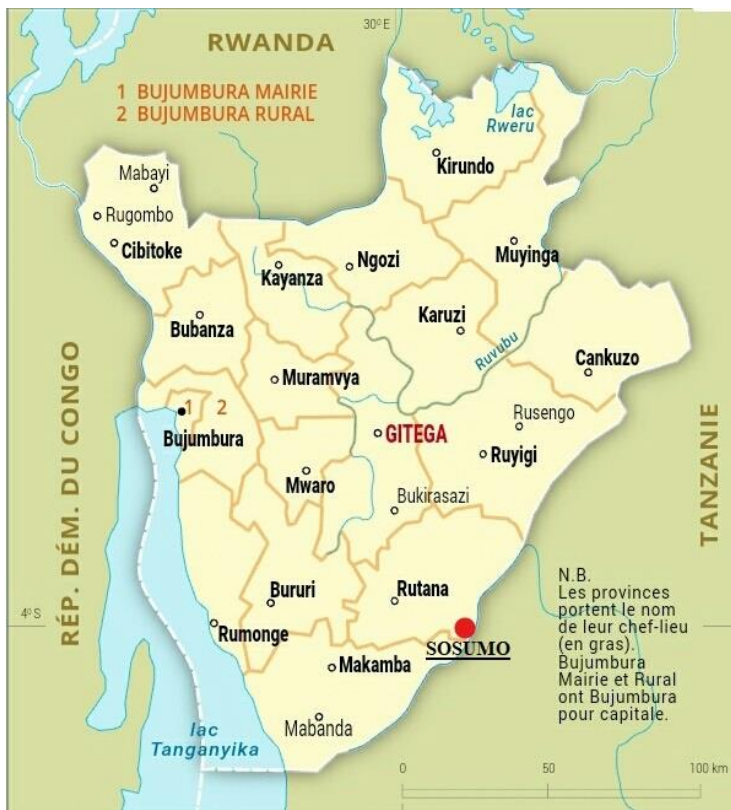 30° E
RWANDA
1 BUJUMBURA MAIRIE
2 BUJUMBURA RURAL
lac
Rweru
Kirundo
Mabayi
Rugombo
Cibitoke
Kayanza
Ngozi
Muyinga
Bubanza
Karuzi
Ruvubu
Cankuzo
Muramvya
1 2
Bujumbura
GITEGA
Rusengo
Ruyigi
Mwaro
Bukirasazi
RÉP. DÉM. DU CONGO
TANZANIE
Bururi
Rutana
4° S
Rumonge
SOSUMO
Makamba
Mabanda
lac
Tanganyika
N.B.
Les provinces
portent le nom
de leur chef-lieu
(en gras).
Bujumbura
Mairie et Rural
ont Bujumbura
pour capitale.
0 50 100 km